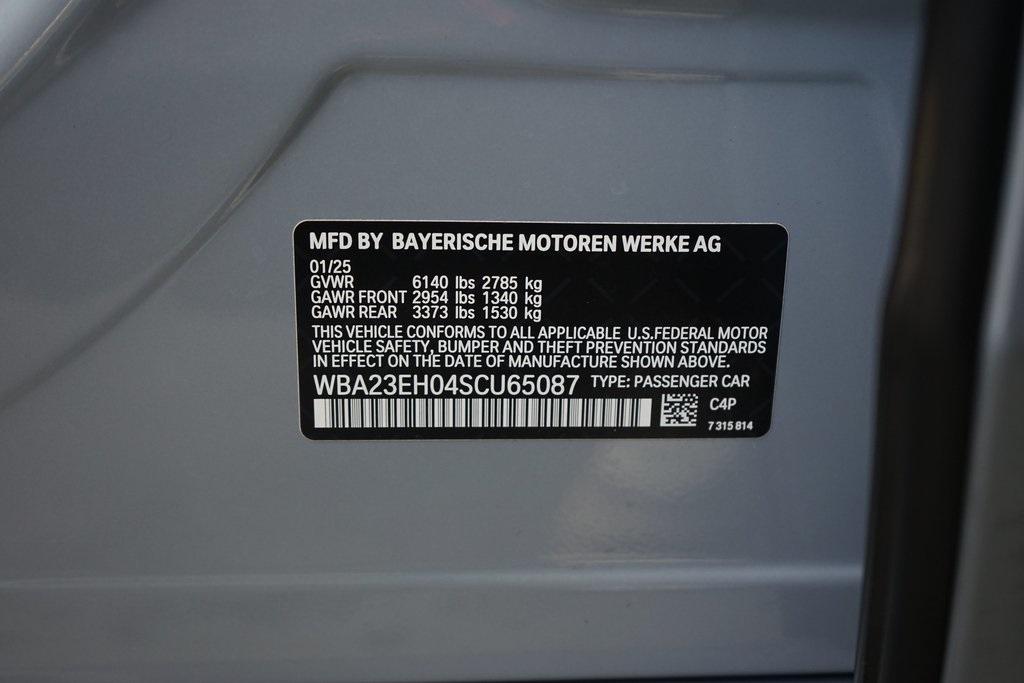 MFD BY BAYERISCHE MOTOREN WERKE AG
01/25
GVWR 6140 lbs 2785 kg
GAWR FRONT 2954 lbs 1340 kg
GAWR REAR 3373 lbs 1530 kg
THIS VEHICLE CONFORMS TO ALL APPLICABLE U.S.FEDERAL MOTOR
VEHICLE SAFETY, BUMPER AND THEFT PREVENTION STANDARDS
IN EFFECT ON THE DATE OF MANUFACTURE SHOWN ABOVE.
WBA23EH04SCU65087 TYPE: PASSENGER CAR
C4P
7 315 814